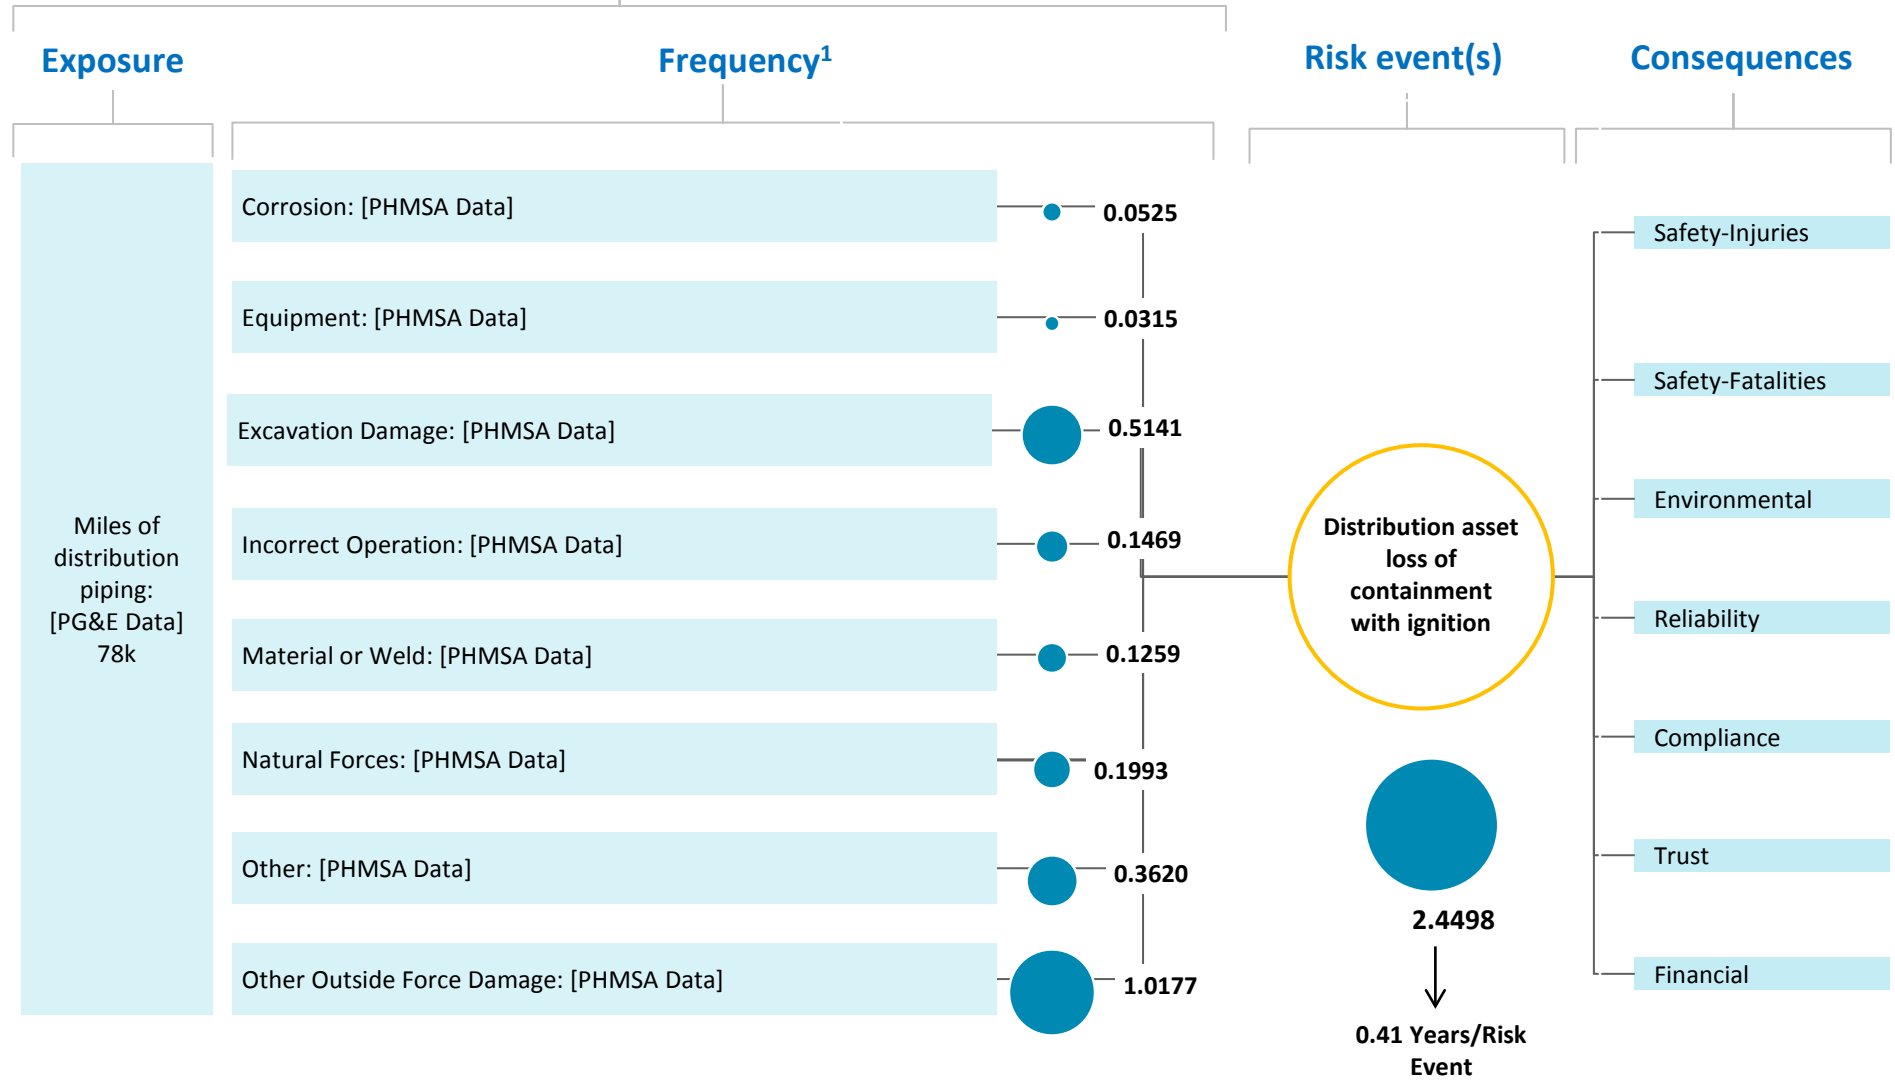 Exposure
Frequency1
Risk event(s)
Consequences
Miles of
distribution
piping:
[PG&E Data]
78k
Corrosion: [PHMSA Data]
0.0525
Equipment: [PHMSA Data]
0.0315
Excavation Damage: [PHMSA Data]
0.5141
Incorrect Operation: [PHMSA Data]
0.1469
Material or Weld: [PHMSA Data]
0.1259
Natural Forces: [PHMSA Data]
0.1993
Other: [PHMSA Data]
0.3620
Other Outside Force Damage: [PHMSA Data]
1.0177
Distribution asset
loss of
containment
with ignition
2.4498
0.41 Years/Risk
Event
Safety-Injuries
Safety-Fatalities
Environmental
Reliability
Compliance
Trust
Financial